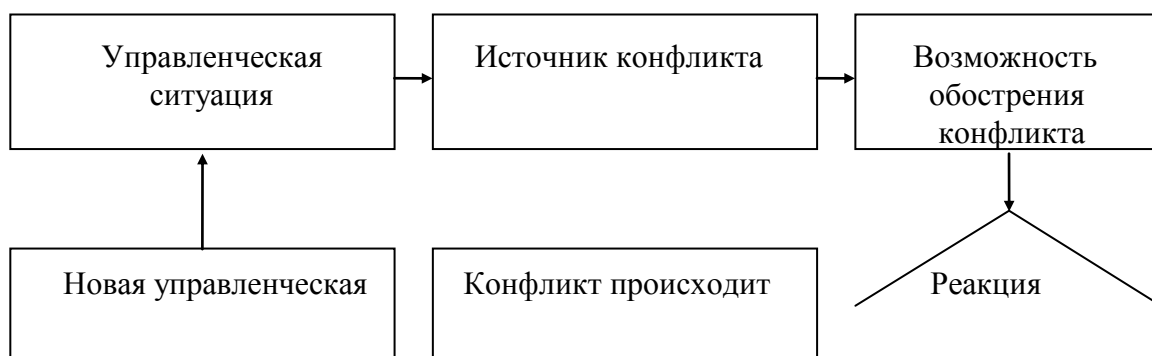 Управленческая
ситуация
Источник конфликта
Возможность
обострения
конфликта
Новая управленческая
Конфликт происходит
Реакция